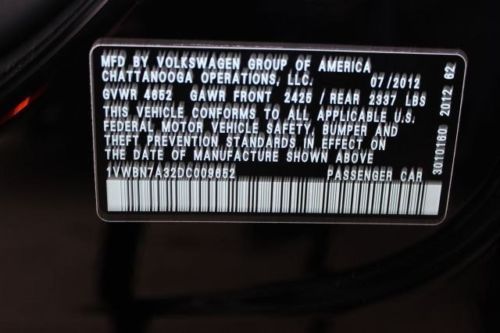 MFD BY VOLKSWAGEN GROUP OF AMERICA
CHATTANOOGA OPERATIONS, LLC. 07/2012
GVWR 4652 GAWR FRONT 2425 / REAR 2337 LBS
THIS VEHICLE CONFORMS TO ALL APPLICABLE U.S.
FEDERAL MOTOR VEHICLE SAFETY, BUMPER AND
THEFT PREVENTION STANDARDS IN EFFECT ON
THE DATE OF MANUFACTURE SHOWN ABOVE
1VWBN7A32DC009652 PASSENGER CAR
3010160 2012 62